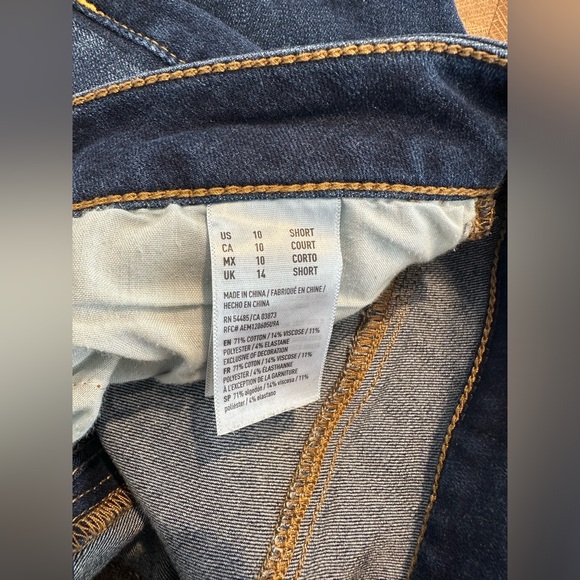 US 10 SHORT
CA 10 COURT
MX 10 CORTO
UK 14 SHORT
MADE IN CHINA / FABRIQUÉ EN CHINE /
HECHO EN CHINA
RN 54485/CA 03873
RFC# AEM12860SU9A
EN 71% COTTON / 14% VISCOSE / 11%
POLYESTER / 4% ELASTANE
EXCLUSIVE OF DECORATION
FR 71% COTON / 14% VISCOSE / 11%
POLYESTER / 4% ÉLASTHANNE
À L'EXCEPTION DE LA GARNITURE
SP 71% algodón / 14% viscosa / 11%
poliéster / 4% elastano